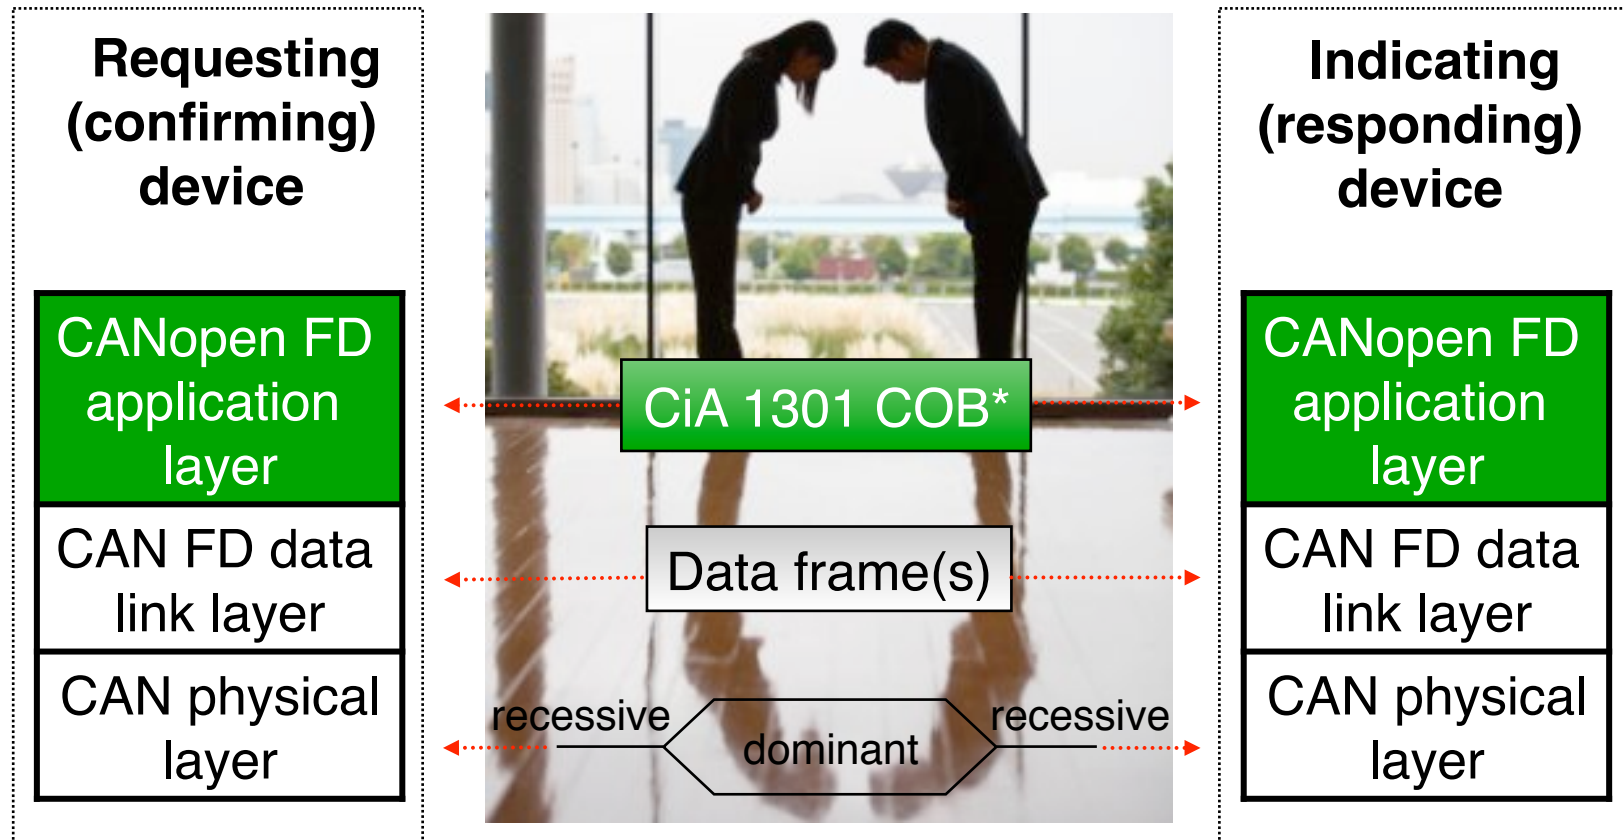 Requesting
(confirming)
device
CANopen FD
application
layer
CAN FD data
link layer
CAN physical
layer
CiA 1301 COB*
Data frame(s)
recessive
dominant
recessive
Indicating
(responding)
device
CANopen FD
application
layer
CAN FD data
link layer
CAN physical
layer